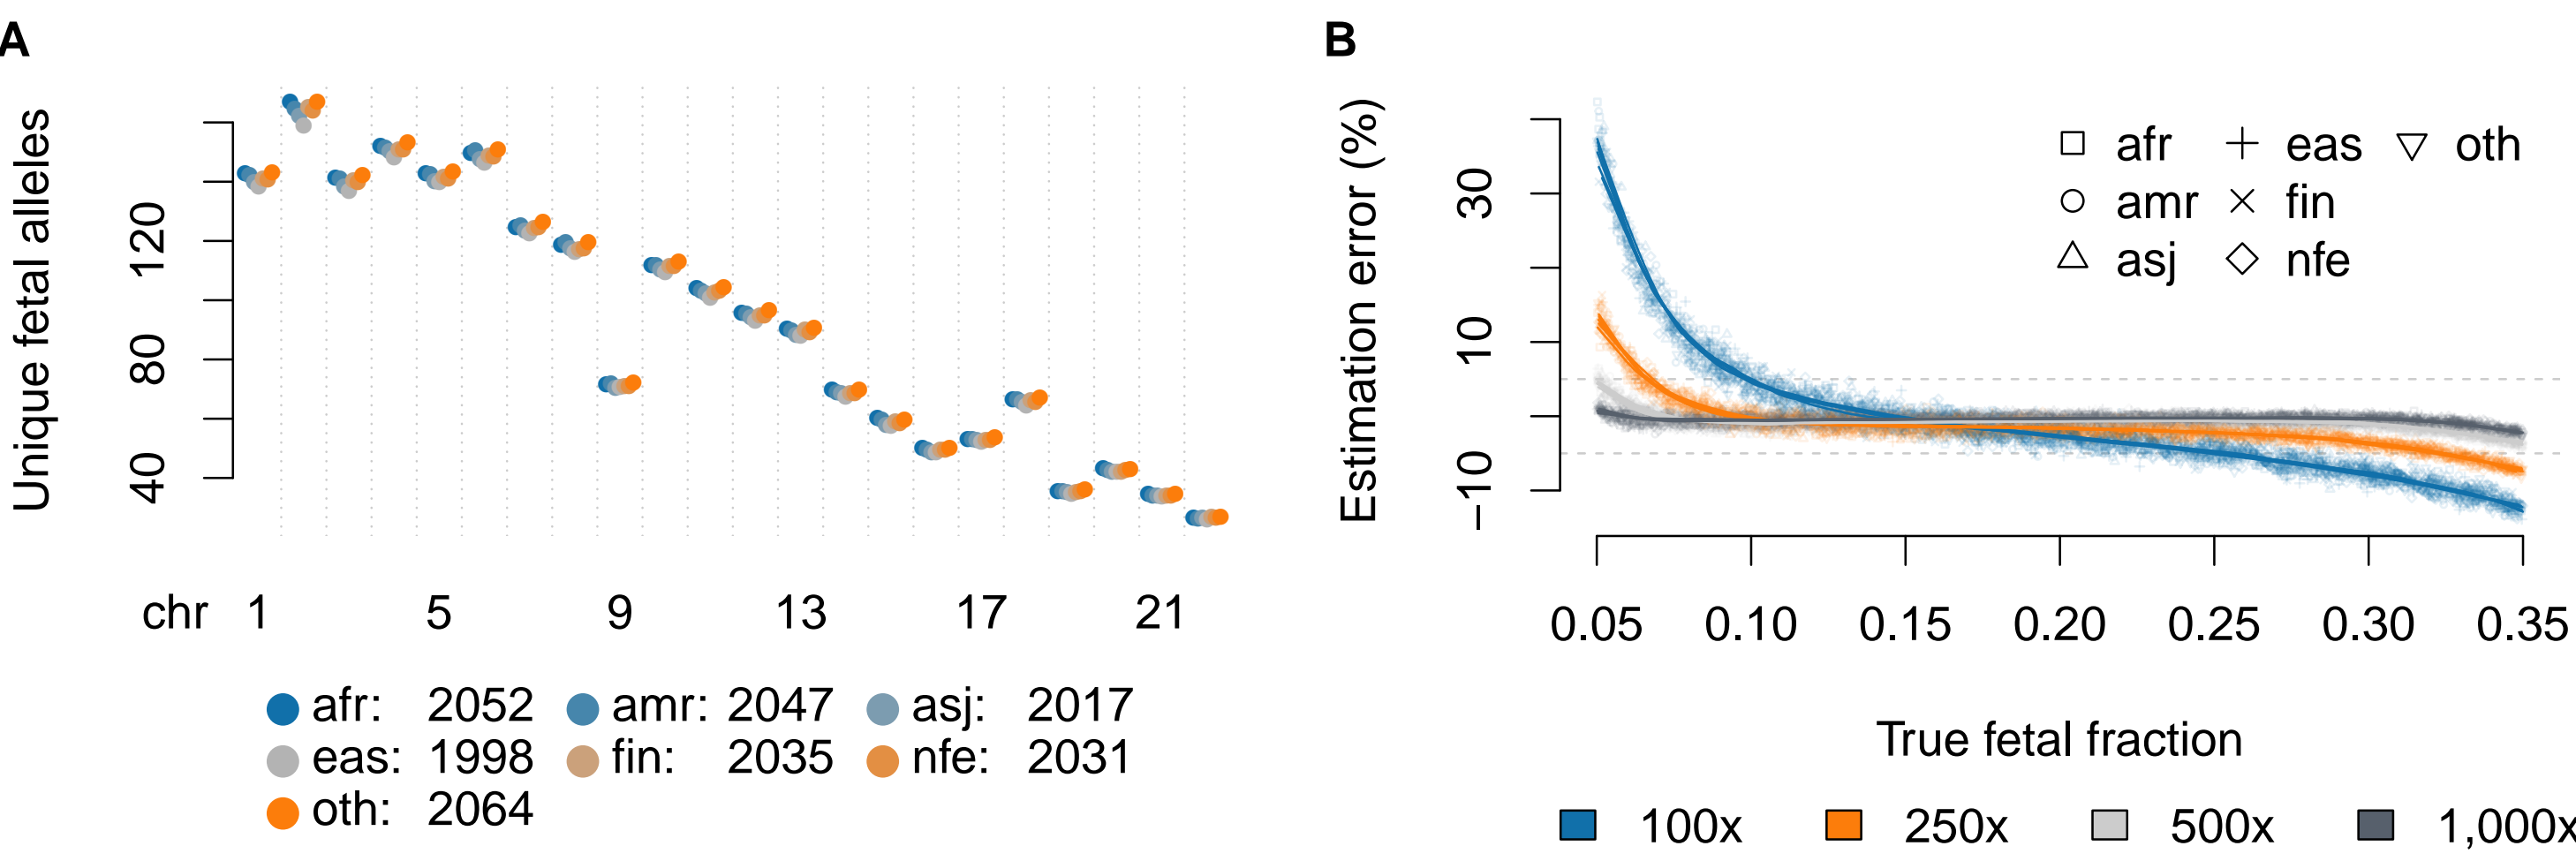 A
Unique fetal alleles
120
80
40
chr 1 5 9 13 17 21
afr: 2052 amr: 2047 asj: 2017
eas: 1998 fin: 2035 nfe: 2031
oth: 2064
B
Estimation error (%)
30
10
−10
afr eas oth
amr fin
asj nfe
0.05 0.10 0.15 0.20 0.25 0.30 0.35
True fetal fraction
100x 250x 500x 1,000x